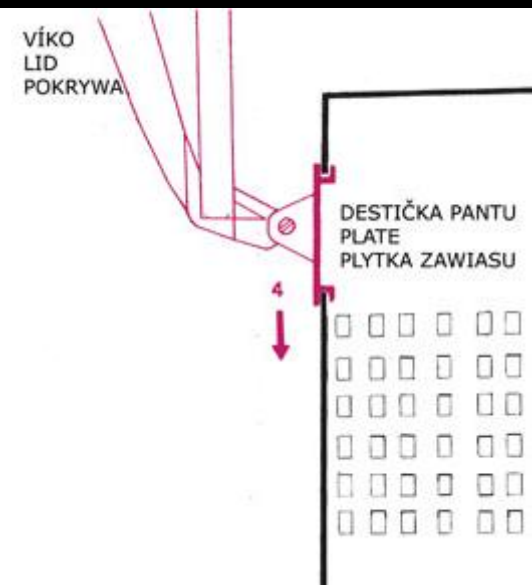 VÍKO
LID
POKRYWA
DESTIČKA PANTU
PLATE
PLYTKA ZAWIASU
4